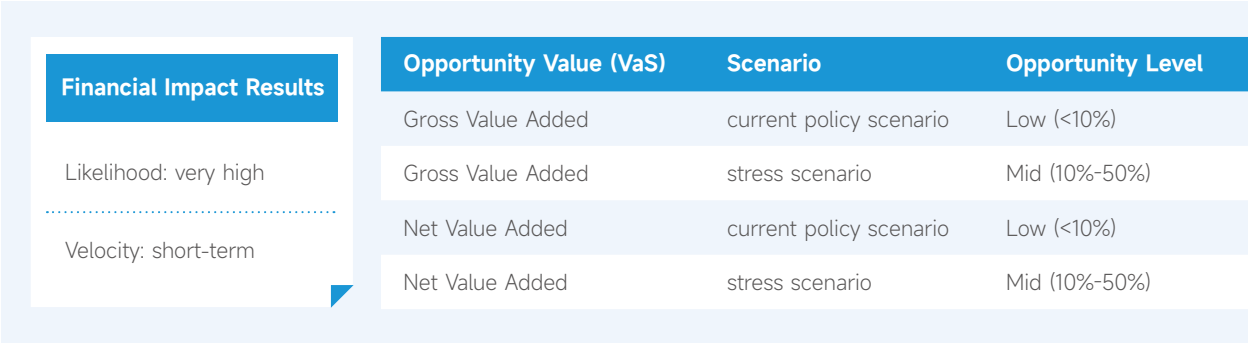 Financial Impact Results
Likelihood: very high
Velocity: short-term
Opportunity Value (VaS) Scenario Opportunity Level
Gross Value Added current policy scenario Low (<10%)
Gross Value Added stress scenario Mid (10%-50%)
Net Value Added current policy scenario Low (<10%)
Net Value Added stress scenario Mid (10%-50%)